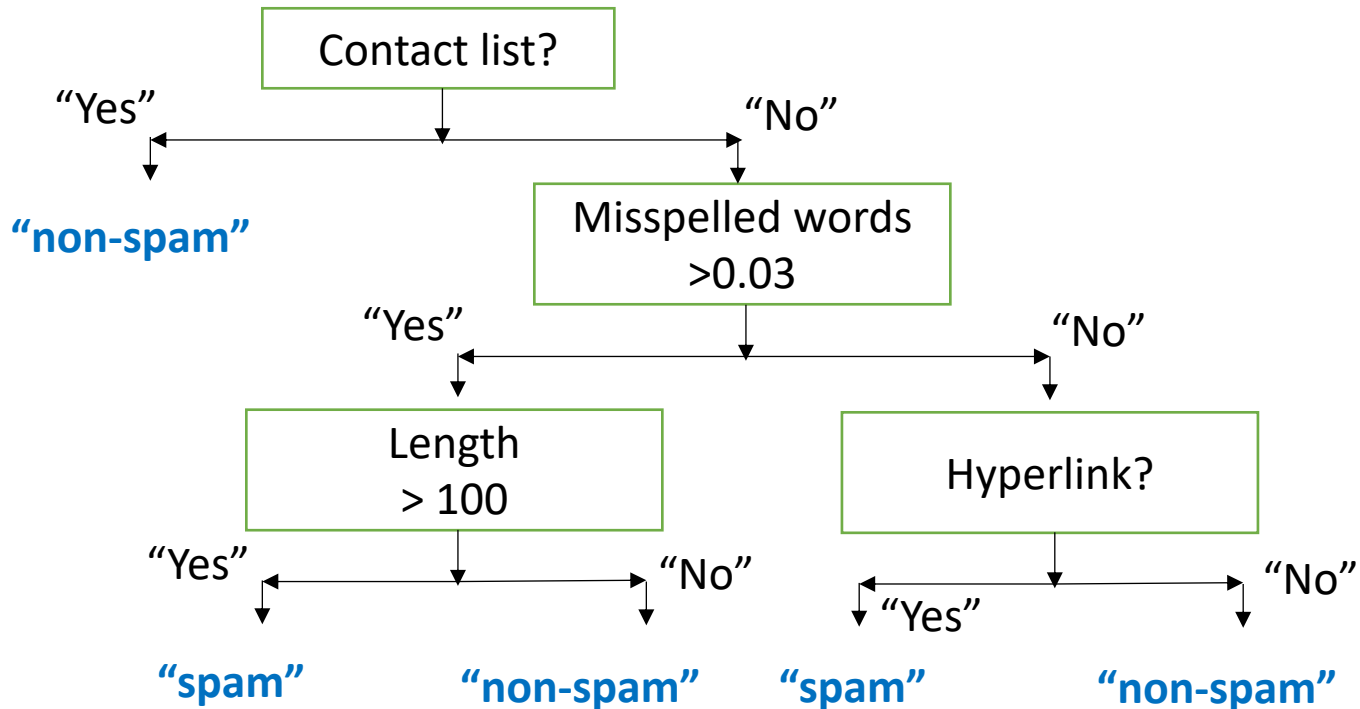 Contact list?
“Yes”
“No”
“non-spam”
Misspelled words
>0.03
“Yes”
“No”
Length
> 100
Hyperlink?
“Yes”
“No”
“Yes”
“No”
“spam”
“non-spam”
“spam”
“non-spam”